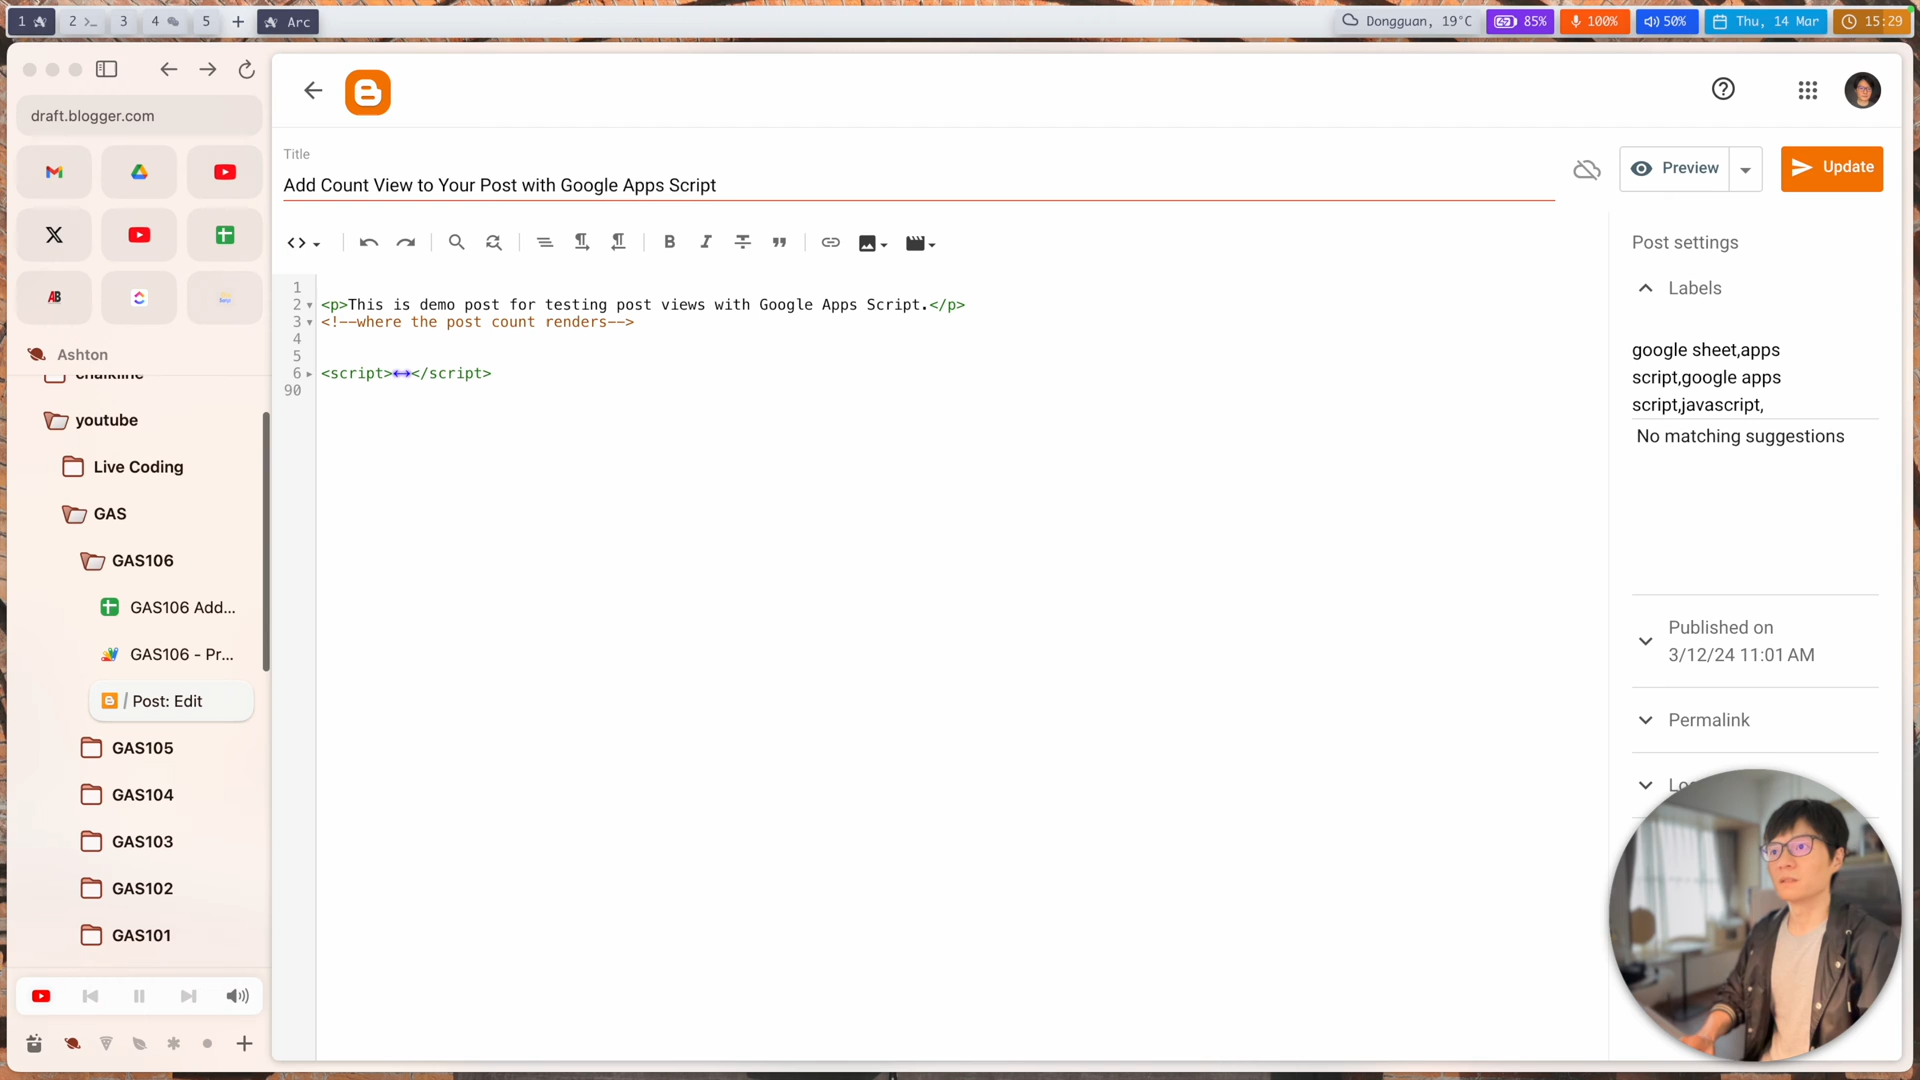 1
2
3
4
5
Arc
Dongguan, 19°C
85%
100%
50%
Thu, 14 Mar
15:29
draft.blogger.com
Ashton
chalkline
youtube
Live Coding
GAS
GAS106
GAS106 Add...
GAS106 - Pr...
/ Post: Edit
GAS105
GAS104
GAS103
GAS102
GAS101
Title
Add Count View to Your Post with Google Apps Script
Preview
Update
1
2 <p>This is demo post for testing post views with Google Apps Script.</p>
3 <!--where the post count renders-->
4
5
6 <script>↔</script>
90
Post settings
Labels
google sheet,apps
script,google apps
script,javascript,
No matching suggestions
Published on
3/12/24 11:01 AM
Permalink